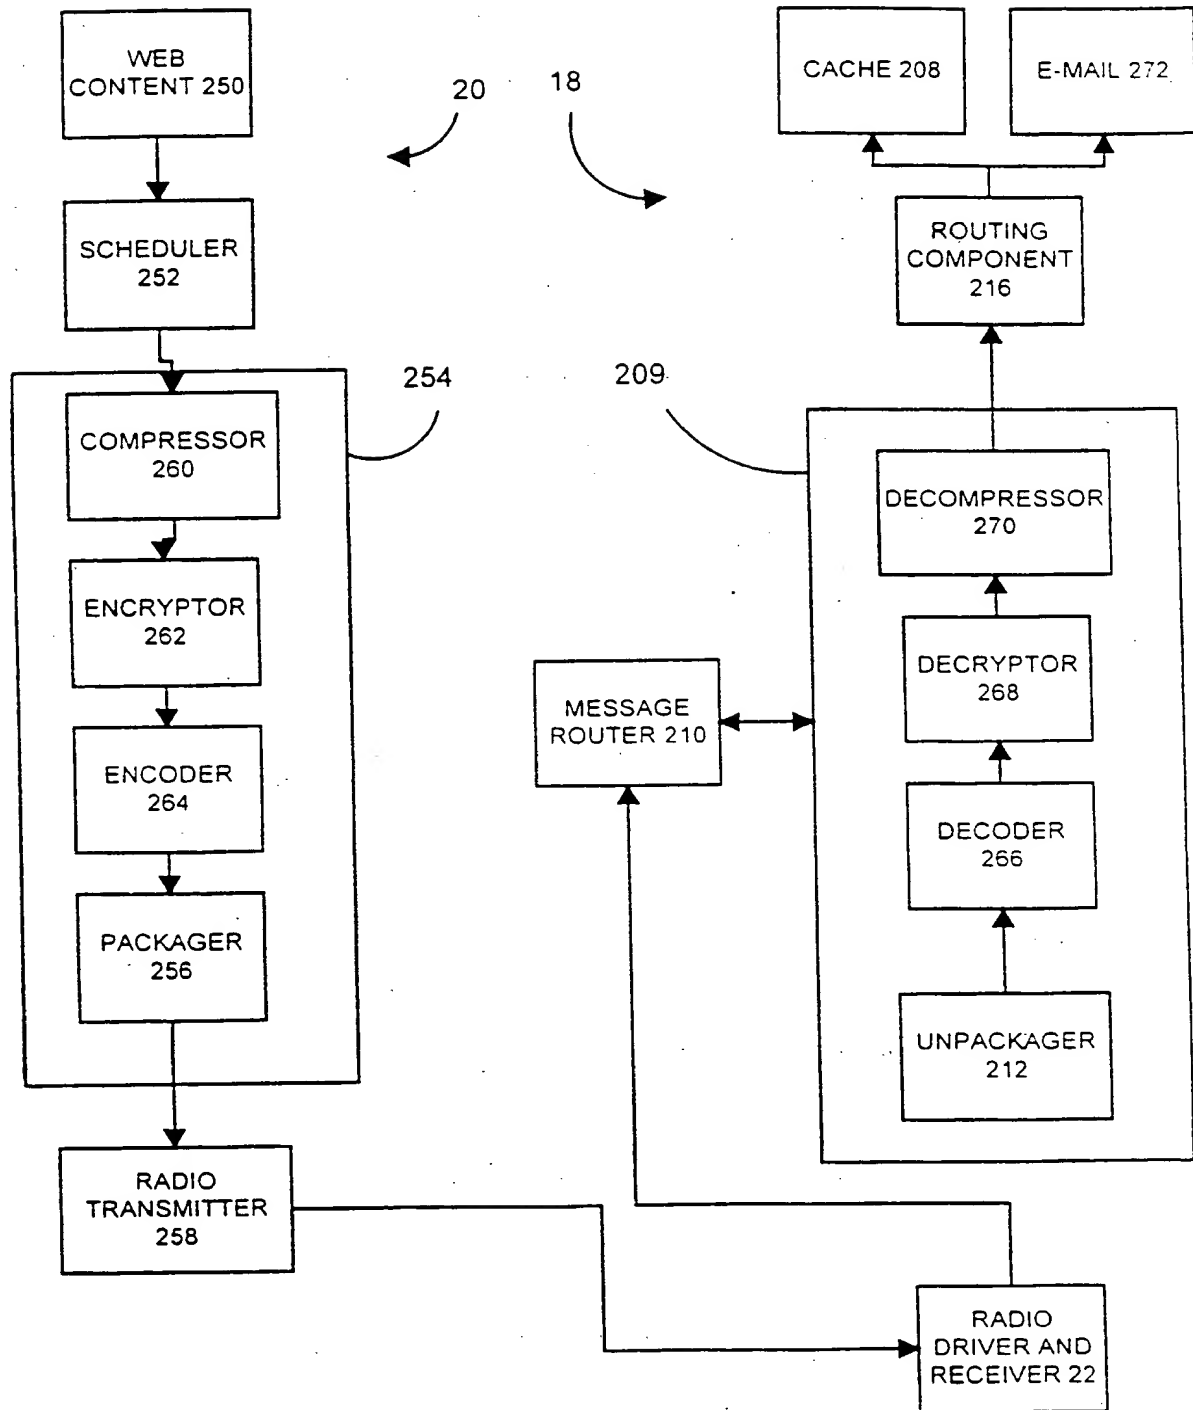 WEB
CONTENT 250
20
18
CACHE 208
E-MAIL 272
SCHEDULER
252
ROUTING
COMPONENT
216
254
209
COMPRESSOR
260
DECOMPRESSOR
270
ENCRYPTOR
262
DECRYPTOR
268
MESSAGE
ROUTER 210
ENCODER
264
DECODER
266
PACKAGER
256
UNPACKAGER
212
RADIO
TRANSMITTER
258
RADIO
DRIVER AND
RECEIVER 22